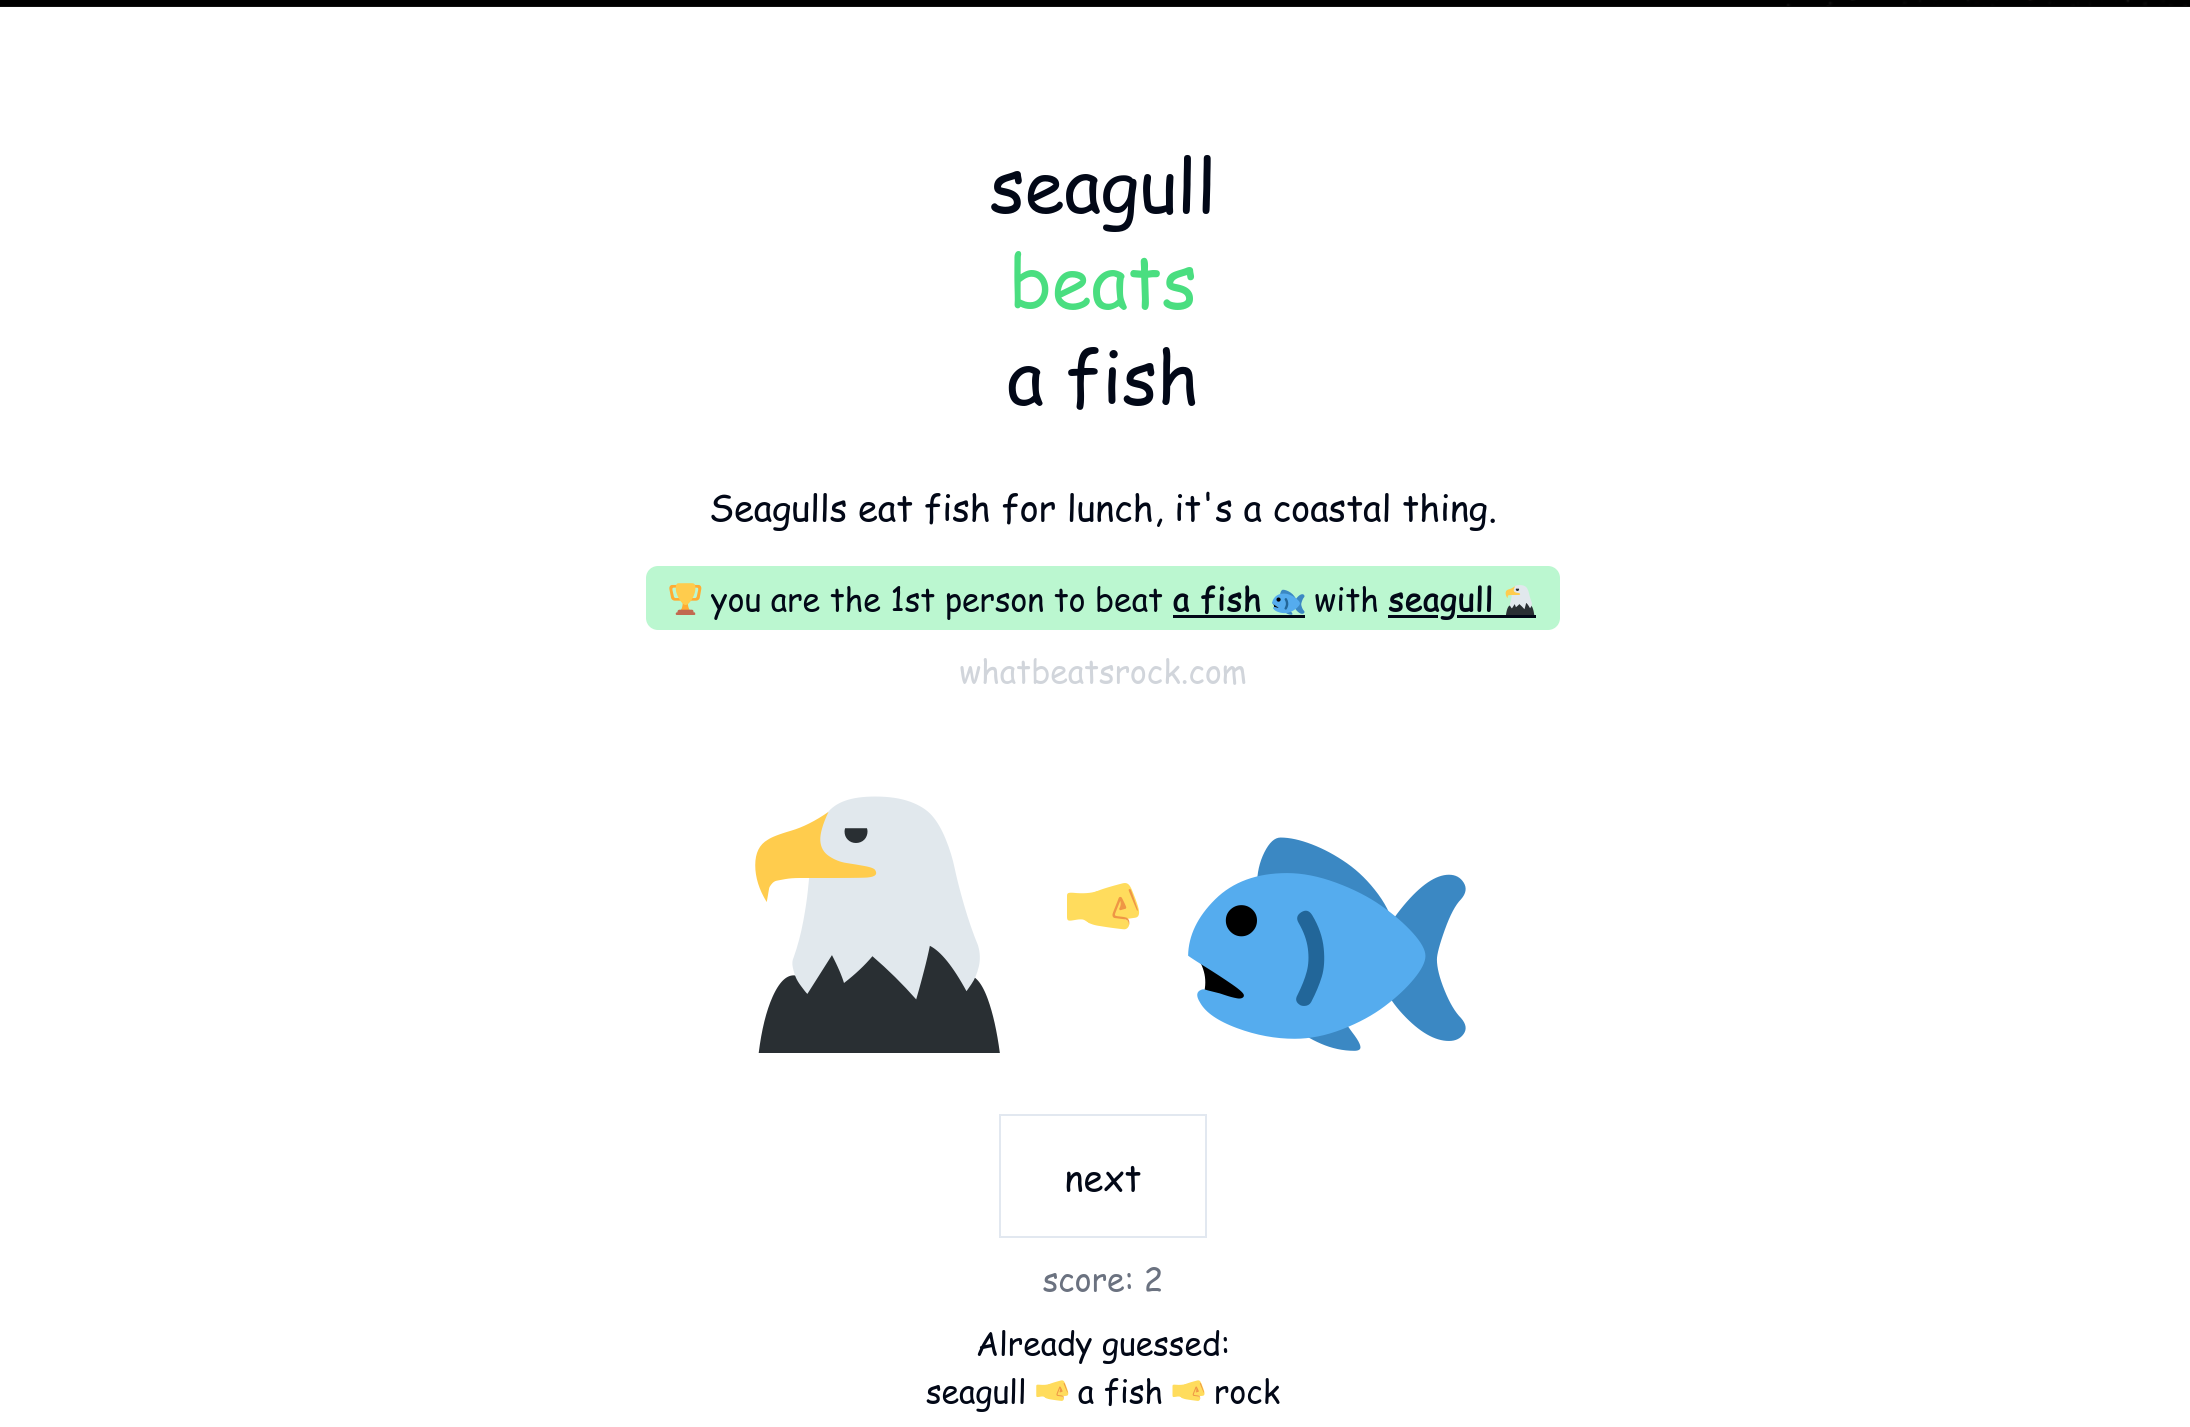 seagull
beats
a fish
Seagulls eat fish for lunch, it's a coastal thing.
🏆 you are the 1st person to beat a fish 🐟 with seagull 🦅
whatbeatsrock.com
next
score: 2
Already guessed:
seagull 🤜 a fish 🤜 rock